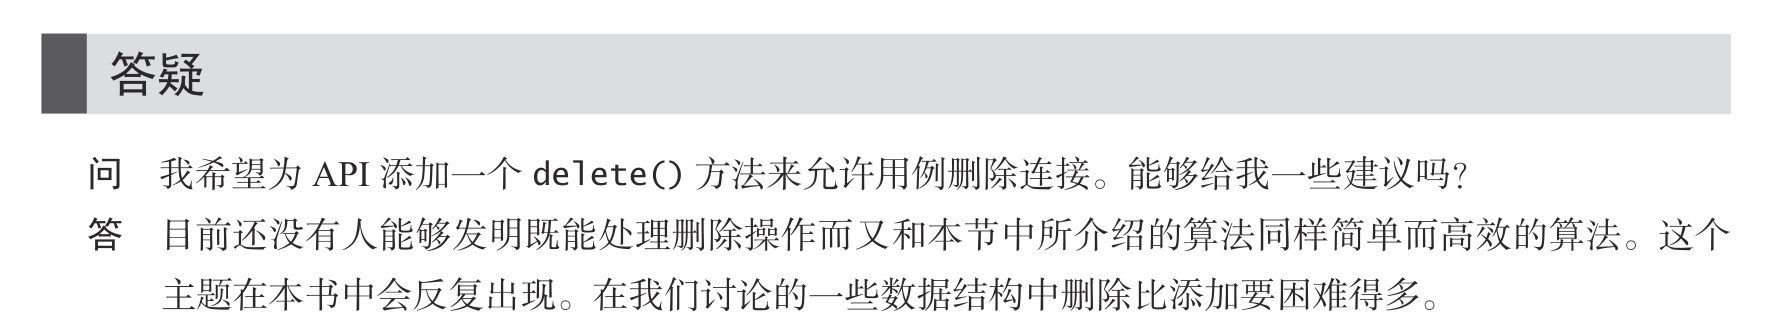 答疑
问 我希望为 API 添加一个 delete() 方法来允许用例删除连接。能够给我一些建议吗？
答 目前还没有人能够发明既能处理删除操作而又和本节中所介绍的算法同样简单而高效的算法。这个
主题在本书中会反复出现。在我们讨论的一些数据结构中删除比添加要困难得多。